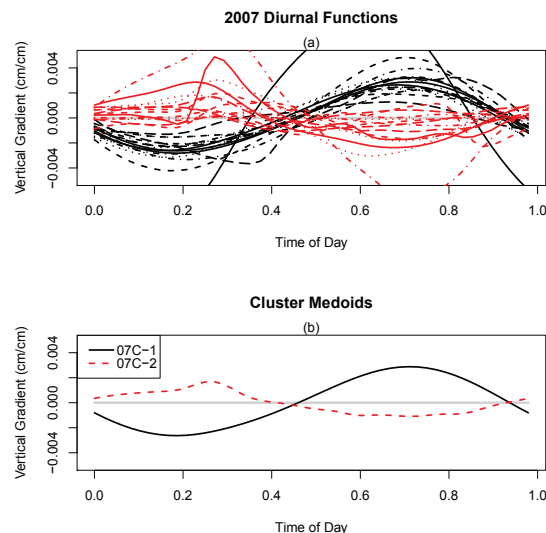 2007 Diurnal Functions
(a)
Vertical Gradient (cm/cm)
0.004
0.000
−0.004
0.0 0.2 0.4 0.6 0.8 1.0
Time of Day
Cluster Medoids
(b)
07C−1
07C−2
Vertical Gradient (cm/cm)
0.004
0.000
−0.004
0.0 0.2 0.4 0.6 0.8 1.0
Time of Day